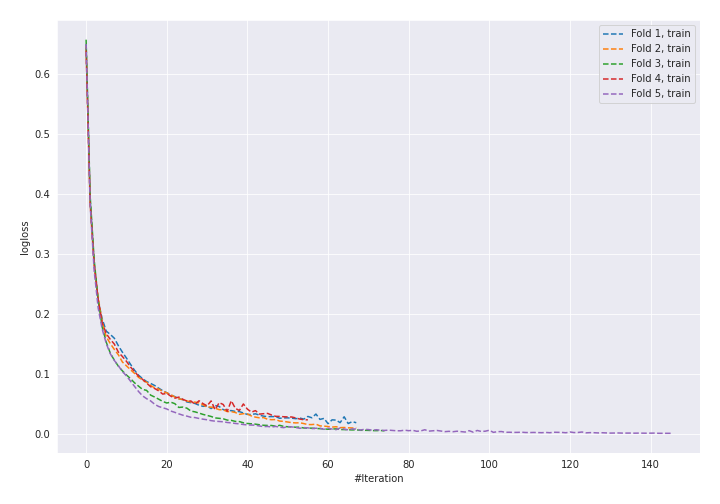 Fold 1, train
Fold 2, train
Fold 3, train
Fold 4, train
Fold 5, train
0.6
0.5
0.4
0.3
0.2
0.1
0.0
logloss
0 20 40 60 80 100 120 140
#Iteration